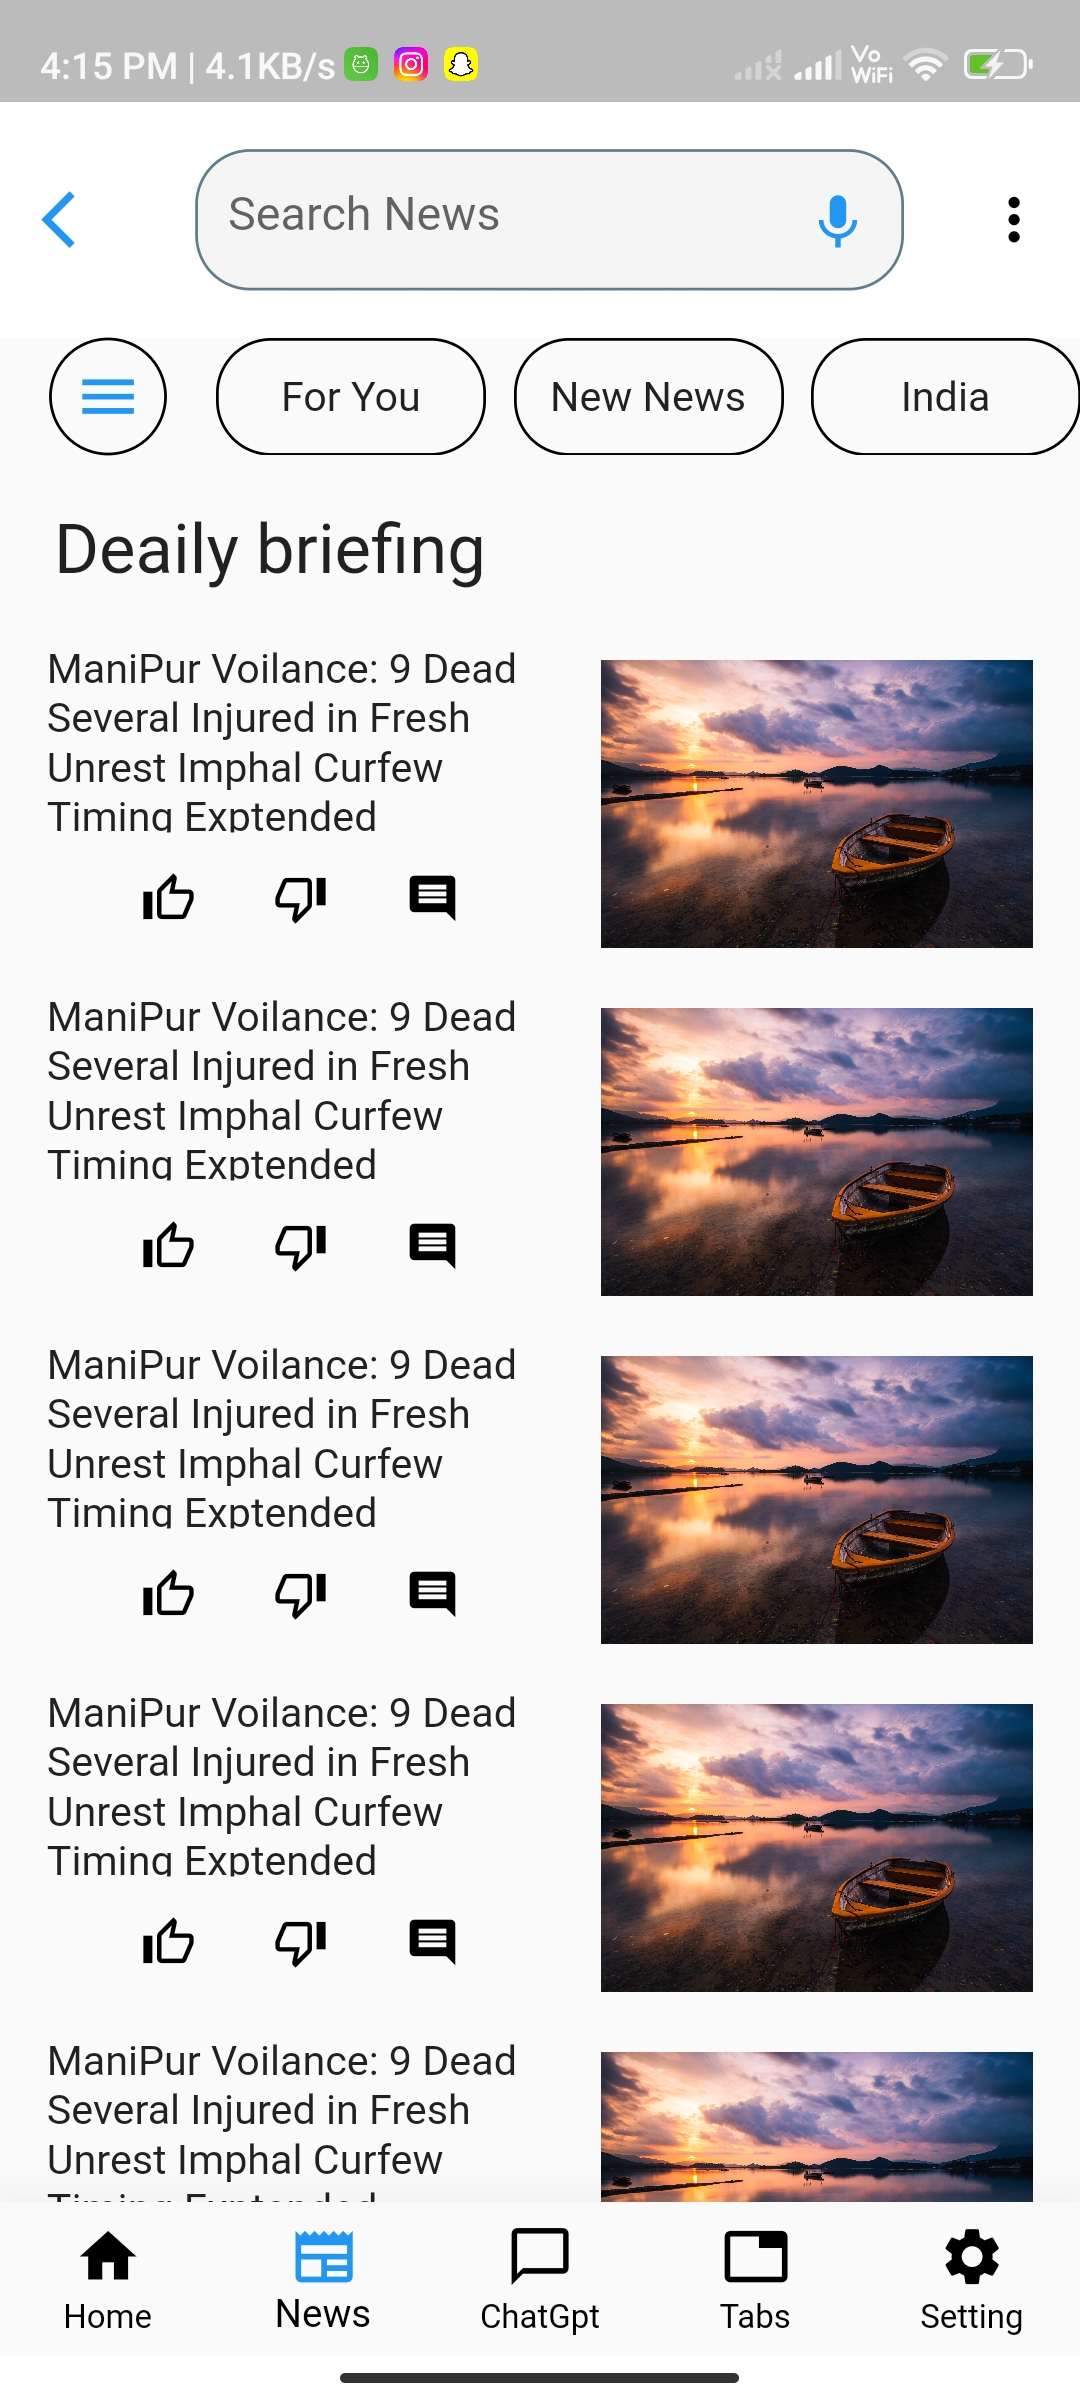 4:15 PM | 4.1KB/s
Vo
WiFi
Search News
For You
New News
India
Deaily briefing
ManiPur Voilance: 9 Dead
Several Injured in Fresh
Unrest Imphal Curfew
Timing Exptended
ManiPur Voilance: 9 Dead
Several Injured in Fresh
Unrest Imphal Curfew
Timing Exptended
ManiPur Voilance: 9 Dead
Several Injured in Fresh
Unrest Imphal Curfew
Timing Exptended
ManiPur Voilance: 9 Dead
Several Injured in Fresh
Unrest Imphal Curfew
Timing Exptended
ManiPur Voilance: 9 Dead
Several Injured in Fresh
Unrest Imphal Curfew
Timing Exptended
Home
News
ChatGpt
Tabs
Setting